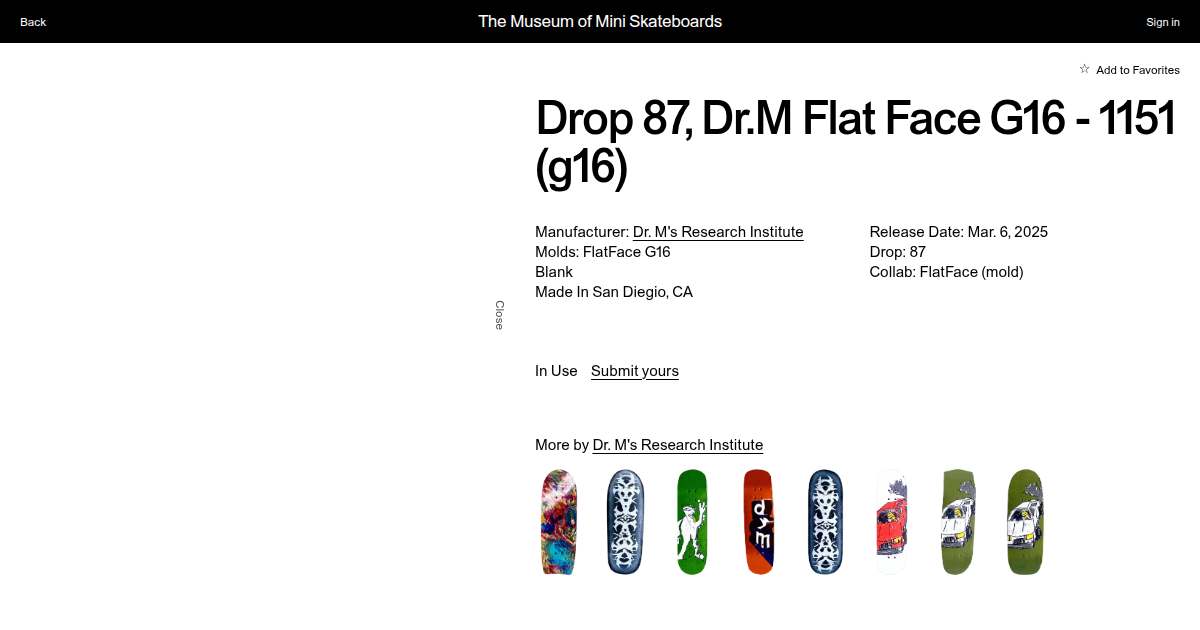 Back
The Museum of Mini Skateboards
Sign in
☆ Add to Favorites
Drop 87, Dr.M Flat Face G16 - 1151
(g16)
Manufacturer: Dr. M's Research Institute
Molds: FlatFace G16
Blank
Made In San Diegio, CA
Release Date: Mar. 6, 2025
Drop: 87
Collab: FlatFace (mold)
Close
In Use Submit yours
More by Dr. M's Research Institute